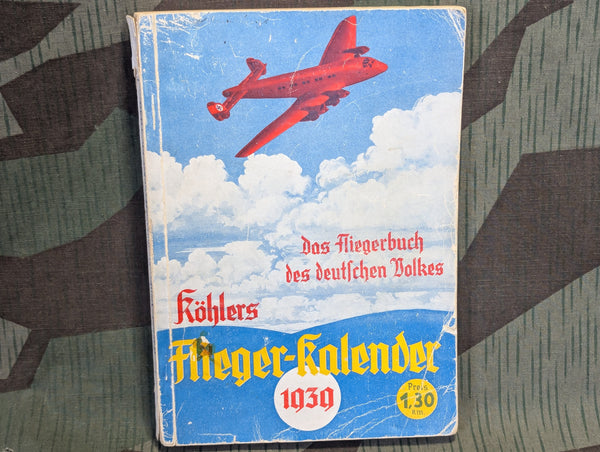 Das Fliegerbuch
des deutschen Volkes
Köhlers
Flieger-Kalender
1939
Preis
1,30
RM.